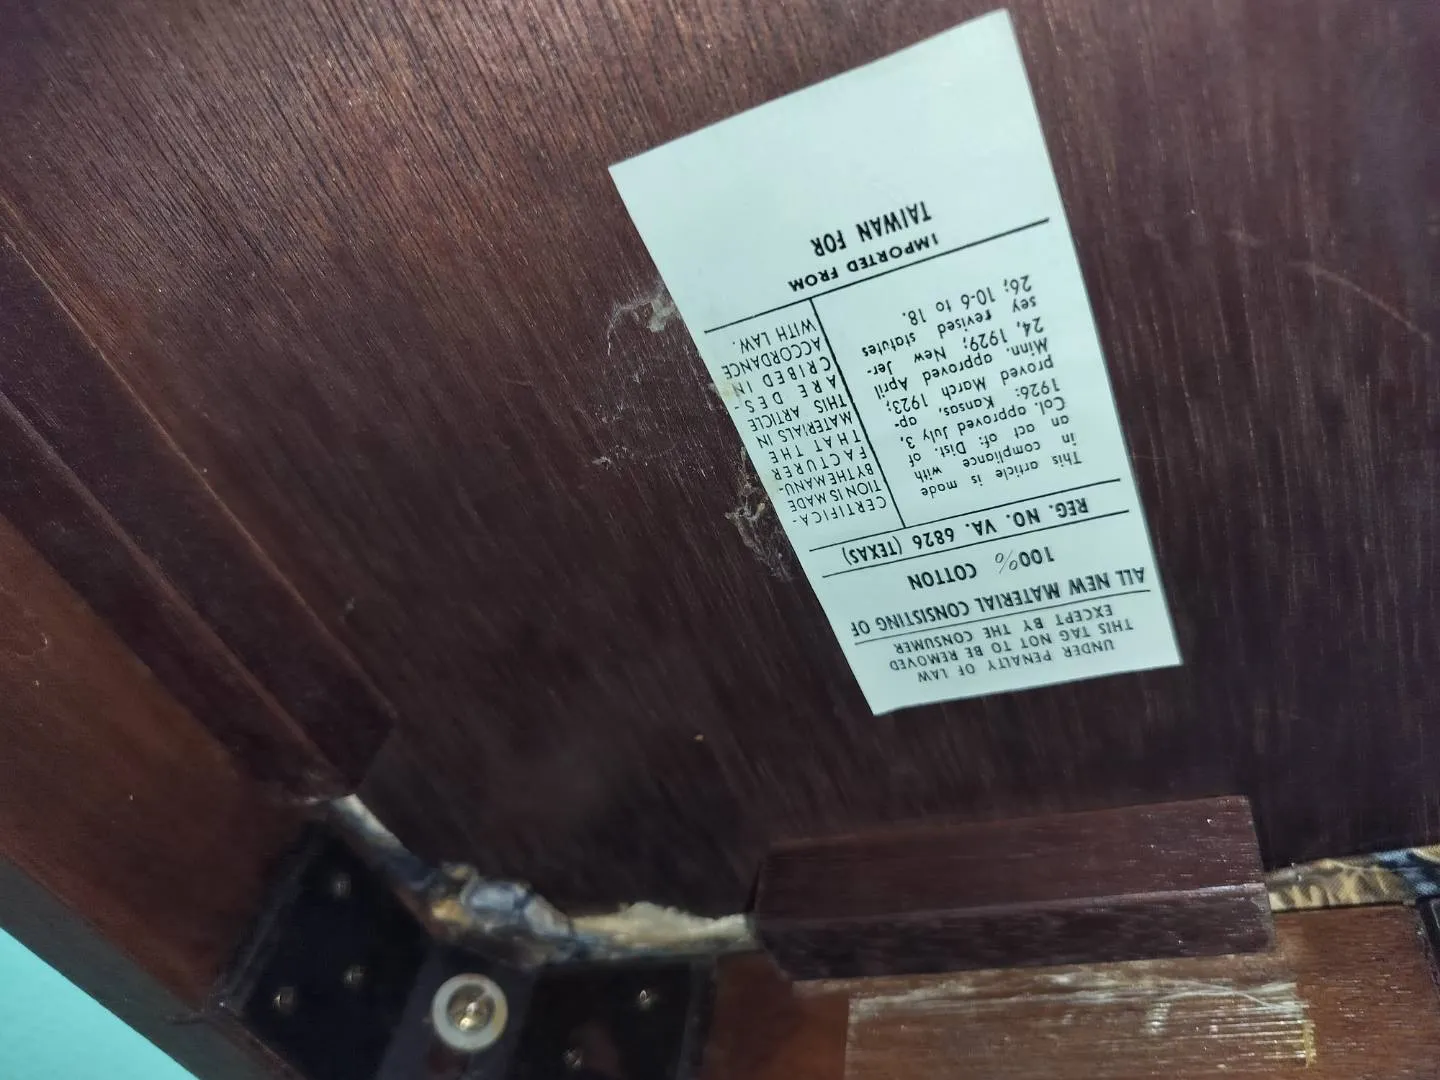 UNDER PENALTY OF LAW
THIS TAG NOT TO BE REMOVED
EXCEPT BY THE CONSUMER
ALL NEW MATERIAL CONSISTING OF
100% COTTON
REG. NO. VA. 6826 (TEXAS)
This article is made
in compliance with
an act of: Dist. of
Col. approved July 3,
1926: Kansas, ap-
proved March 1923;
Minn. approved April
24, 1929; New Jer-
sey revised statutes
26; 10-6 to 18.
CERTIFICA-
TION IS MADE
BY THE MANU-
FACTURER
THAT THE
MATERIALS IN
THIS ARTICLE
ARE DES-
CRIBED IN
ACCORDANCE
WITH LAW.
IMPORTED FROM
TAIWAN FOR